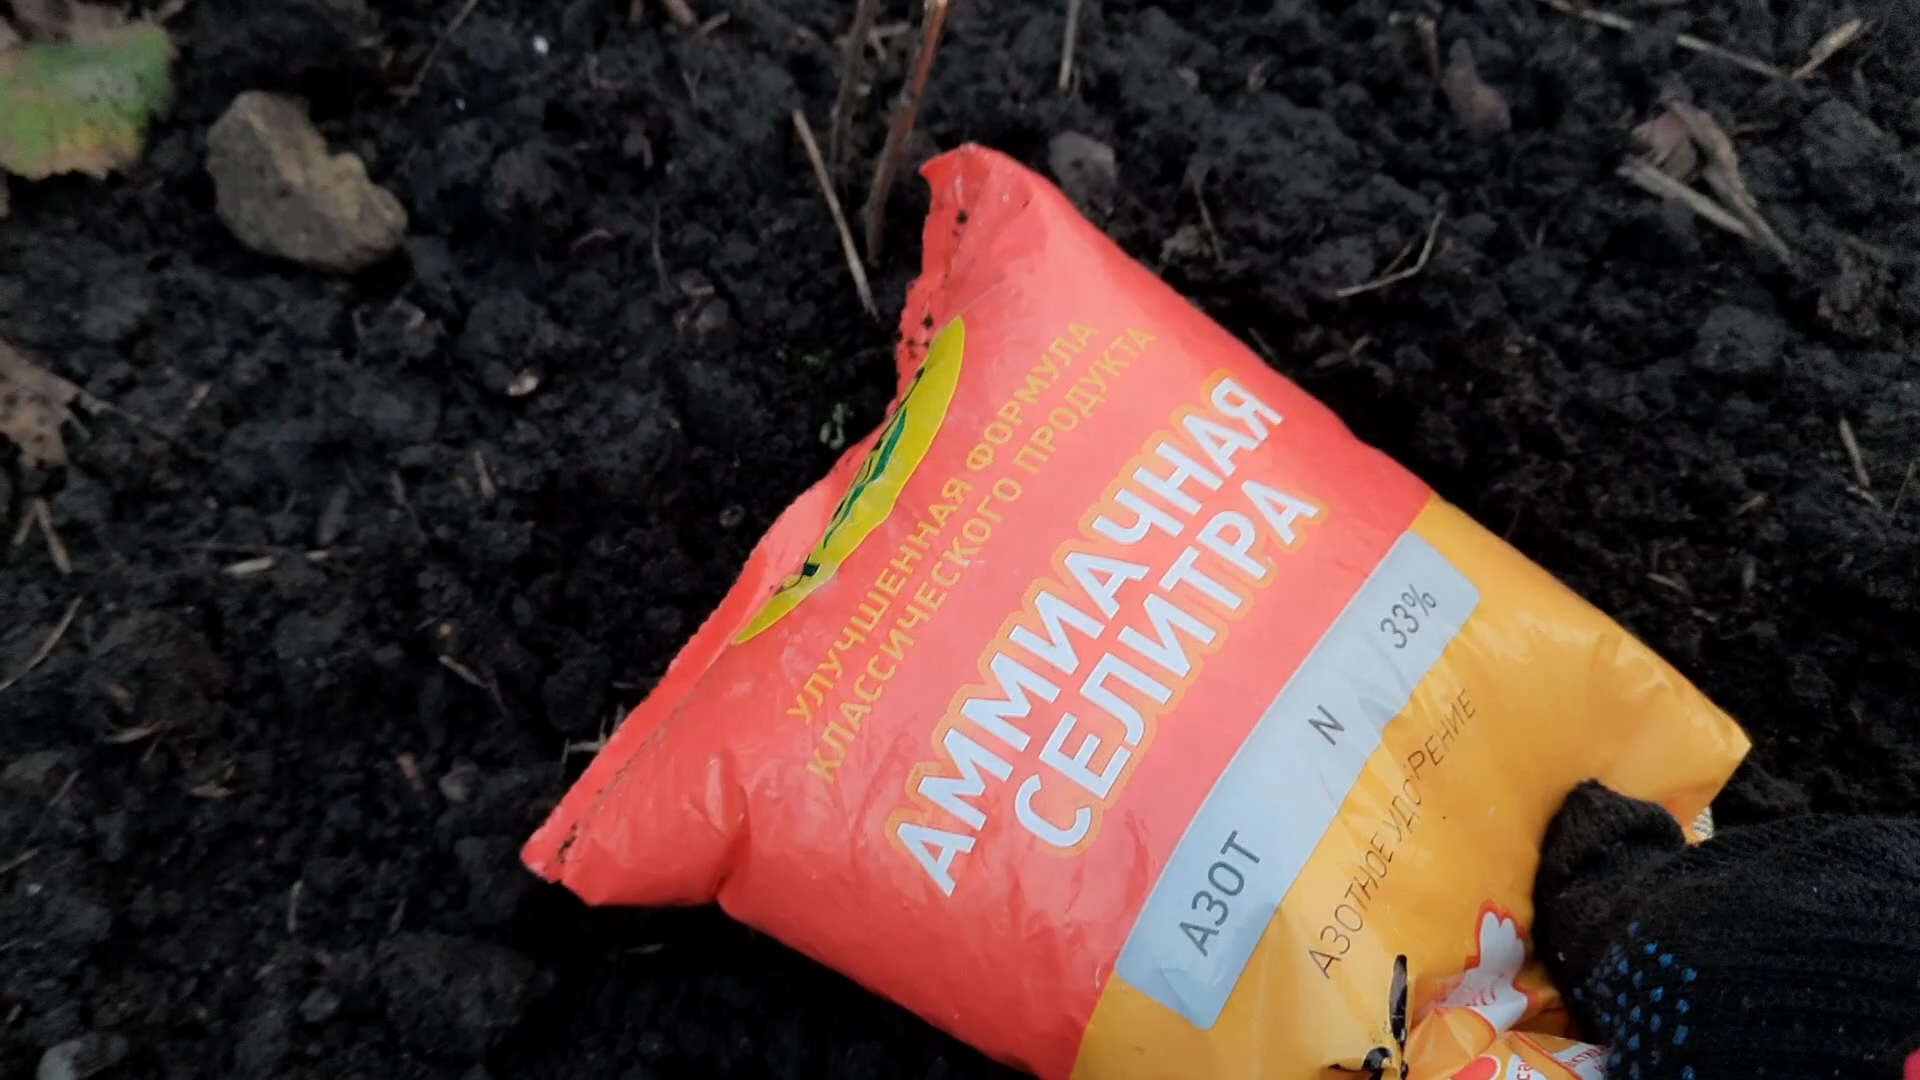 УЛУЧШЕННАЯ ФОРМУЛА
КЛАССИЧЕСКОГО ПРОДУКТА
АММИАЧНАЯ
СЕЛИТРА
АЗОТ N 33%
АЗОТНОЕ УДОБРЕНИЕ